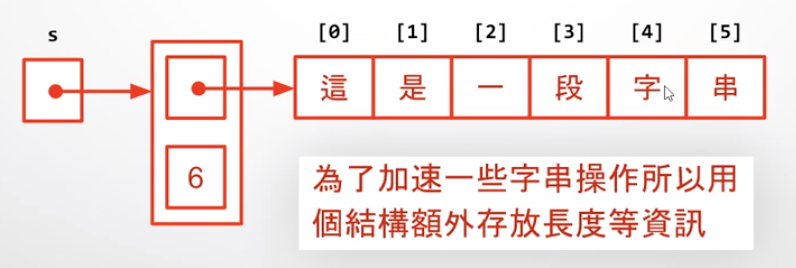 s
[0] [1] [2] [3] [4] [5]
這 是 一 段 字 串
6
為了加速一些字串操作所以用
個結構額外存放長度等資訊